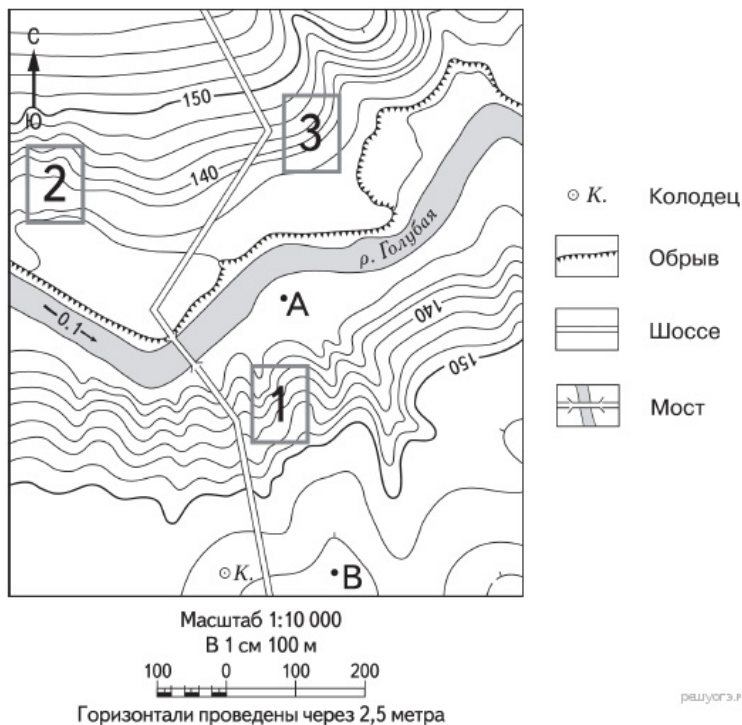 С
Ю
150
2
3
140
р. Голубая
0.1
А
140
150
1
К.
В
К. Колодец
Обрыв
Шоссе
Мост
Масштаб 1:10 000
В 1 см 100 м
100 0 100 200
Горизонтали проведены через 2,5 метра